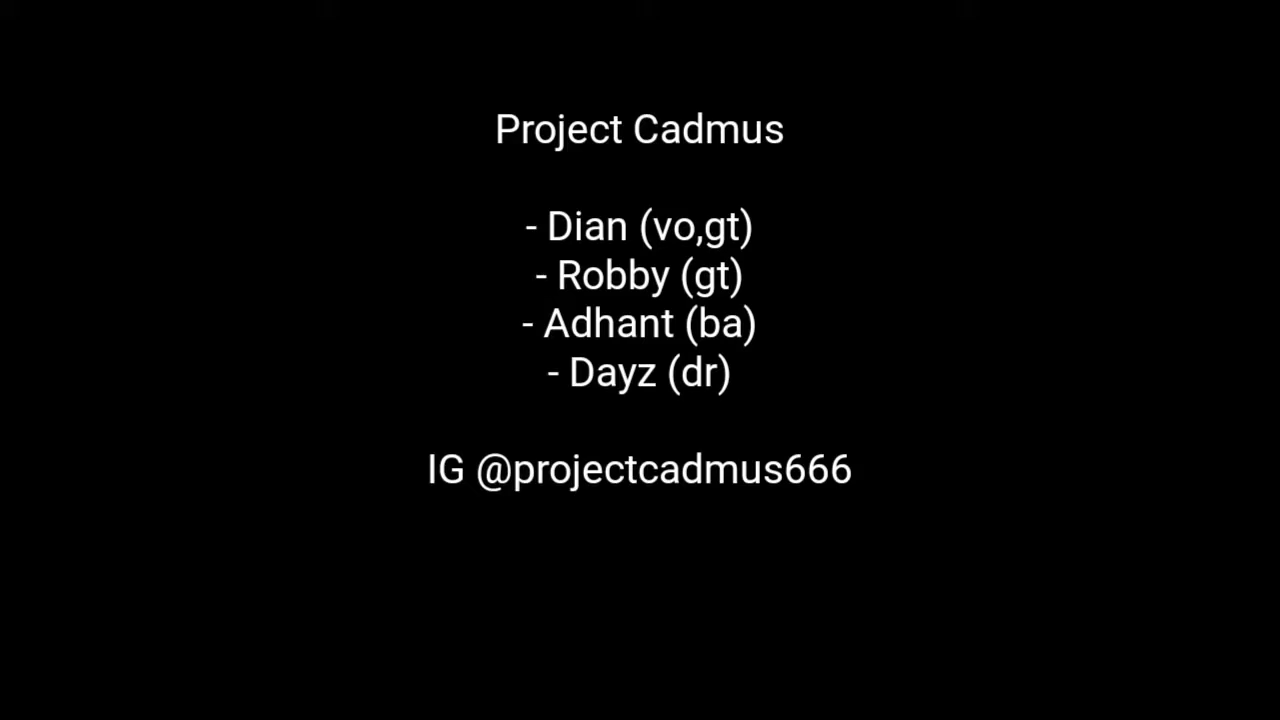 Project Cadmus
- Dian (vo,gt)
- Robby (gt)
- Adhant (ba)
- Dayz (dr)
IG @projectcadmus666